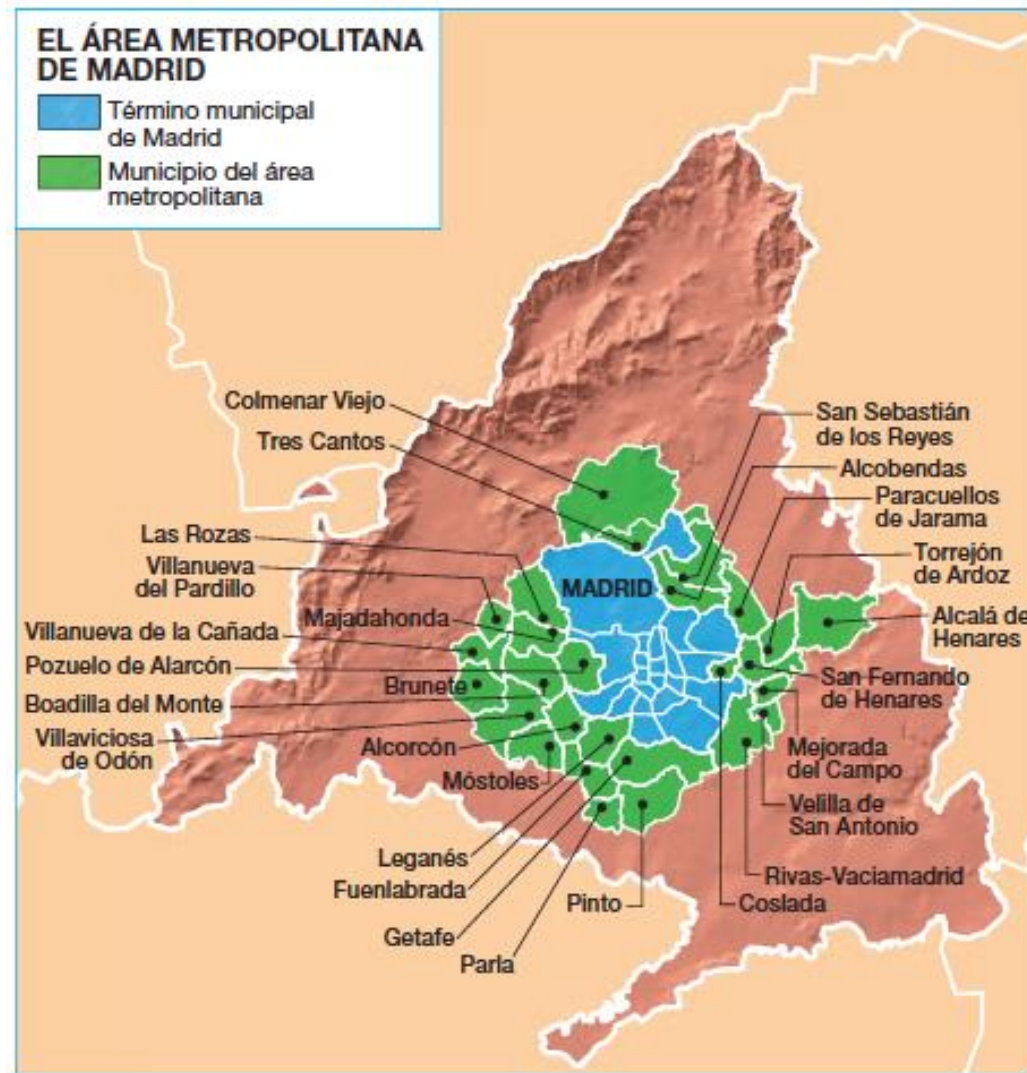 EL ÁREA METROPOLITANA
DE MADRID
Término municipal
de Madrid
Municipio del área
metropolitana
Colmenar Viejo
Tres Cantos
Las Rozas
Villanueva
del Pardillo
Majadahonda
Villanueva de la Cañada
Pozuelo de Alarcón
Brunete
Boadilla del Monte
Villaviciosa
de Odón
Alcorcón
Móstoles
Leganés
Fuenlabrada
Getafe
Parla
Pinto
MADRID
San Sebastián
de los Reyes
Alcobendas
Paracuellos
de Jarama
Torrejón
de Ardoz
Alcalá de
Henares
San Fernando
de Henares
Mejorada
del Campo
Velilla de
San Antonio
Rivas-Vaciamadrid
Coslada